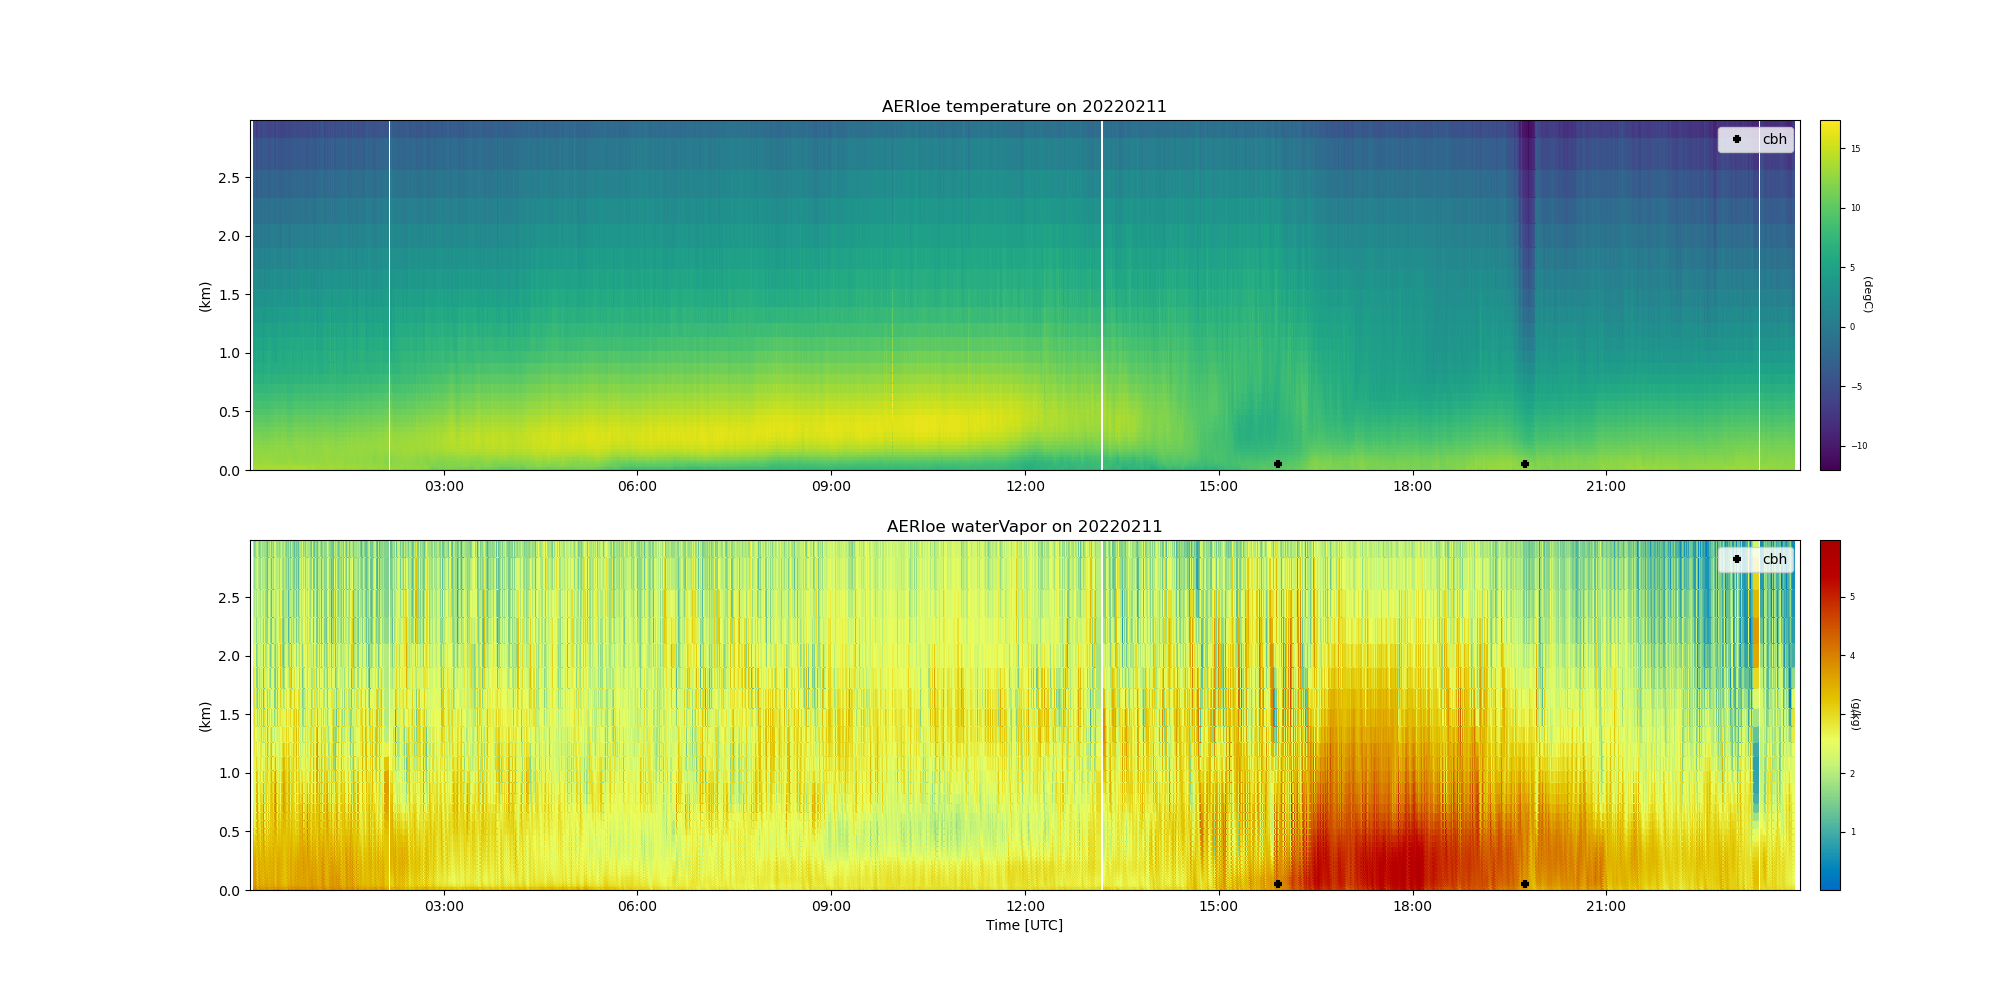 AERIoe temperature on 20220211
cbh
2.5
2.0
1.5
1.0
0.5
0.0
(km)
03:00 06:00 09:00 12:00 15:00 18:00 21:00
15
10
5
0
−5
−10
(degC)
AERIoe waterVapor on 20220211
cbh
2.5
2.0
1.5
1.0
0.5
0.0
(km)
03:00 06:00 09:00 12:00 15:00 18:00 21:00
Time [UTC]
5
4
3
2
1
(g/kg)